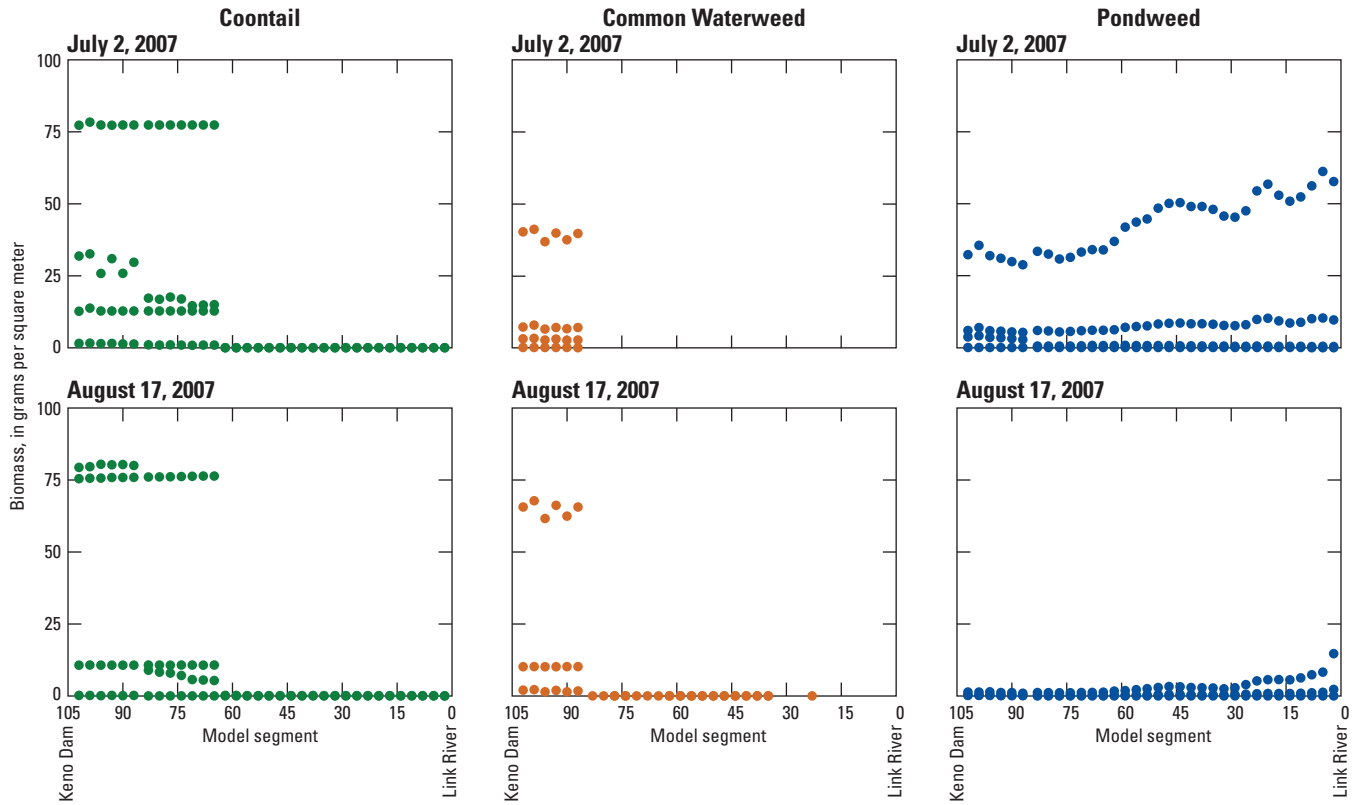 Coontail
Common Waterweed
Pondweed
July 2, 2007
July 2, 2007
July 2, 2007
100
75
50
25
0
August 17, 2007
August 17, 2007
August 17, 2007
100
75
50
25
0
Biomass, in grams per square meter
105 90 75 60 45 30 15 0
105 90 75 60 45 30 15 0
105 90 75 60 45 30 15 0
Model segment
Model segment
Model segment
Keno Dam
Link River
Keno Dam
Link River
Keno Dam
Link River